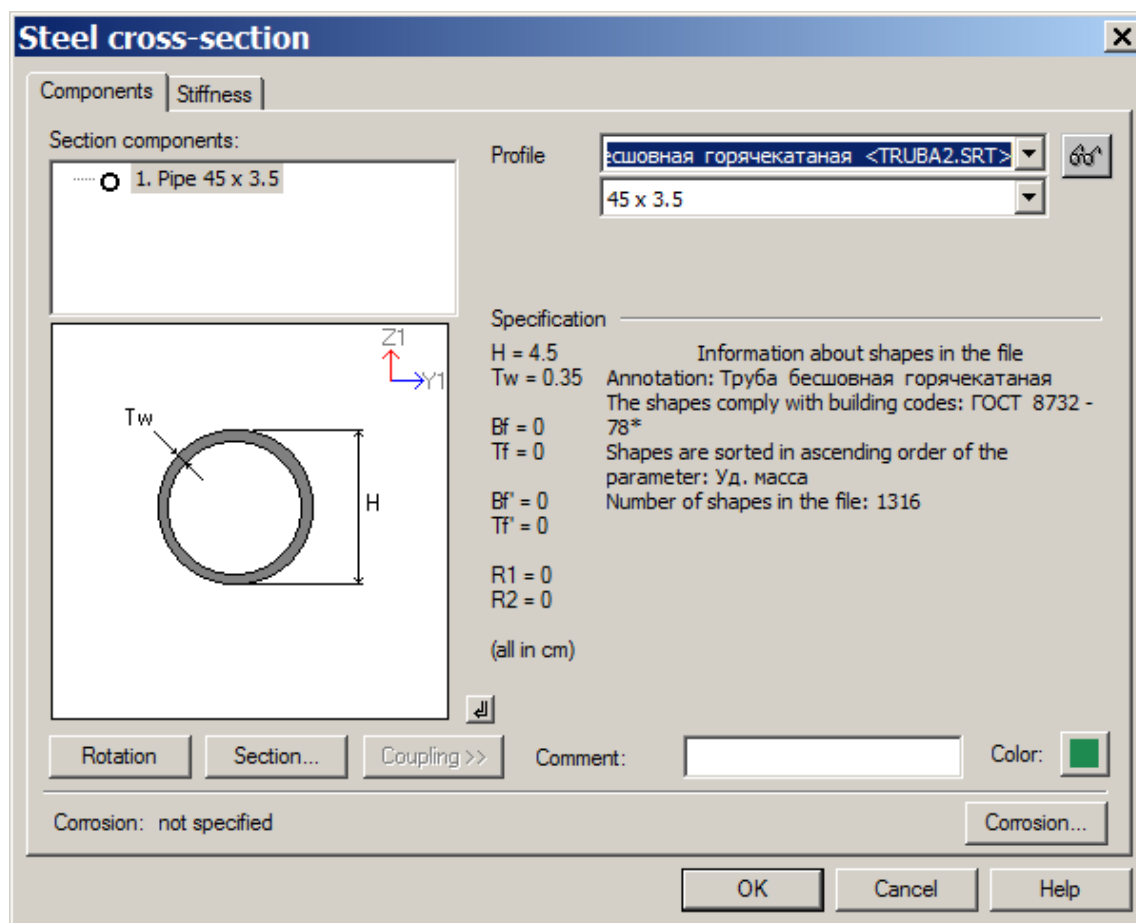 Steel cross-section
Components
Stiffness
Section components:
1. Pipe 45 x 3.5
Profile
есшовная горячекатаная <TRUBA2.SRT>
45 x 3.5
Z1
Y1
Tw
H
Specification
H = 4.5
Tw = 0.35
Bf = 0
Tf = 0
Bf' = 0
Tf' = 0
R1 = 0
R2 = 0
(all in cm)
Information about shapes in the file
Annotation: Труба бесшовная горячекатаная
The shapes comply with building codes: ГОСТ 8732 -
78*
Shapes are sorted in ascending order of the
parameter: Уд. масса
Number of shapes in the file: 1316
Rotation
Section...
Coupling >>
Comment:
Color:
Corrosion: not specified
Corrosion...
OK
Cancel
Help